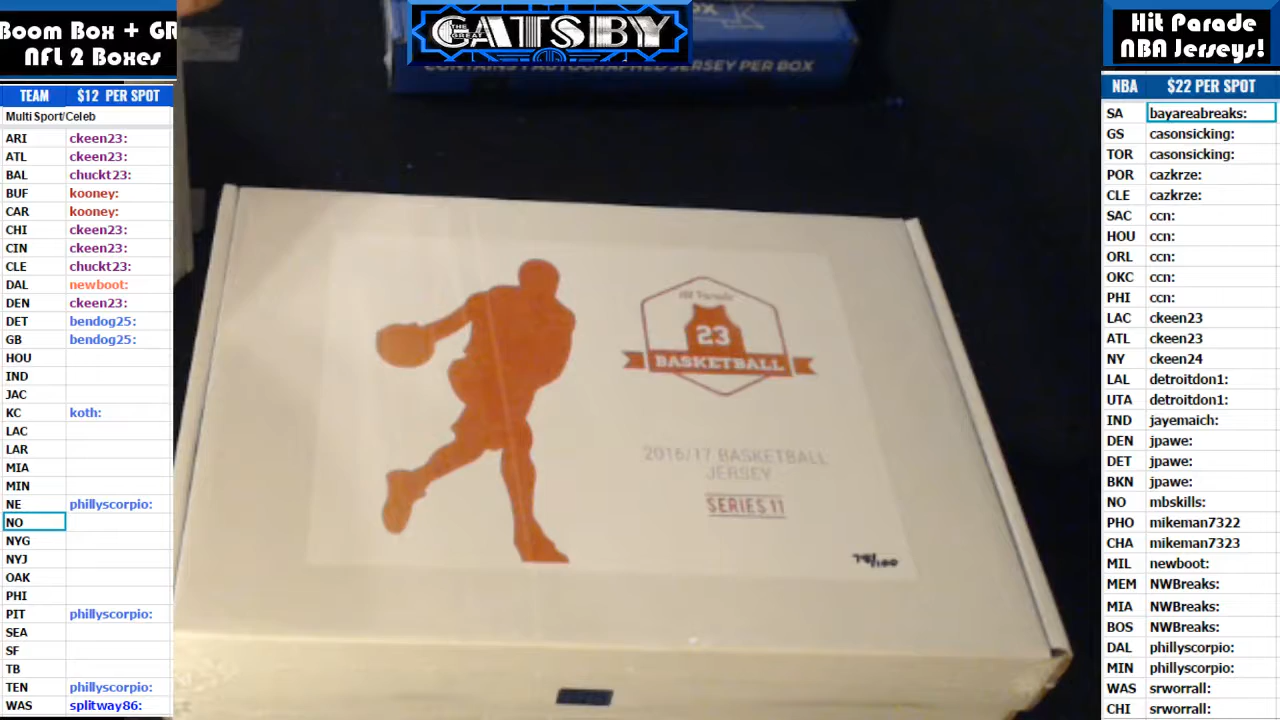 Boom Box + GR
NFL 2 Boxes
TEAM $12 PER SPOT
Multi Sport/Celeb
ARI ckeen23:
ATL ckeen23:
BAL chuckt23:
BUF kooney:
CAR kooney:
CHI ckeen23:
CIN ckeen23:
CLE chuckt23:
DAL newboot:
DEN ckeen23:
DET bendog25:
GB bendog25:
HOU
IND
JAC
KC koth:
LAC
LAR
MIA
MIN
NE phillyscorpio:
NO
NYG
NYJ
OAK
PHI
PIT phillyscorpio:
SEA
SF
TB
TEN phillyscorpio:
WAS splitway86:
THE GREAT
GATSBY
CONTAINS 1 AUTOGRAPHED JERSEY PER BOX
Hit Parade
23
BASKETBALL
2016/17 BASKETBALL
JERSEY
SERIES 11
Hit Parade
NBA Jerseys!
NBA $22 PER SPOT
SA bayareabreaks:
GS casonsicking:
TOR casonsicking:
POR cazkrze:
CLE cazkrze:
SAC ccn:
HOU ccn:
ORL ccn:
OKC ccn:
PHI ccn:
LAC ckeen23
ATL ckeen23
NY ckeen24
LAL detroitdon1:
UTA detroitdon1:
IND jayemaich:
DEN jpawe:
DET jpawe:
BKN jpawe:
NO mbskills:
PHO mikeman7322
CHA mikeman7323
MIL newboot:
MEM NWBreaks:
MIA NWBreaks:
BOS NWBreaks:
DAL phillyscorpio:
MIN phillyscorpio:
WAS srworrall:
CHI srworrall: